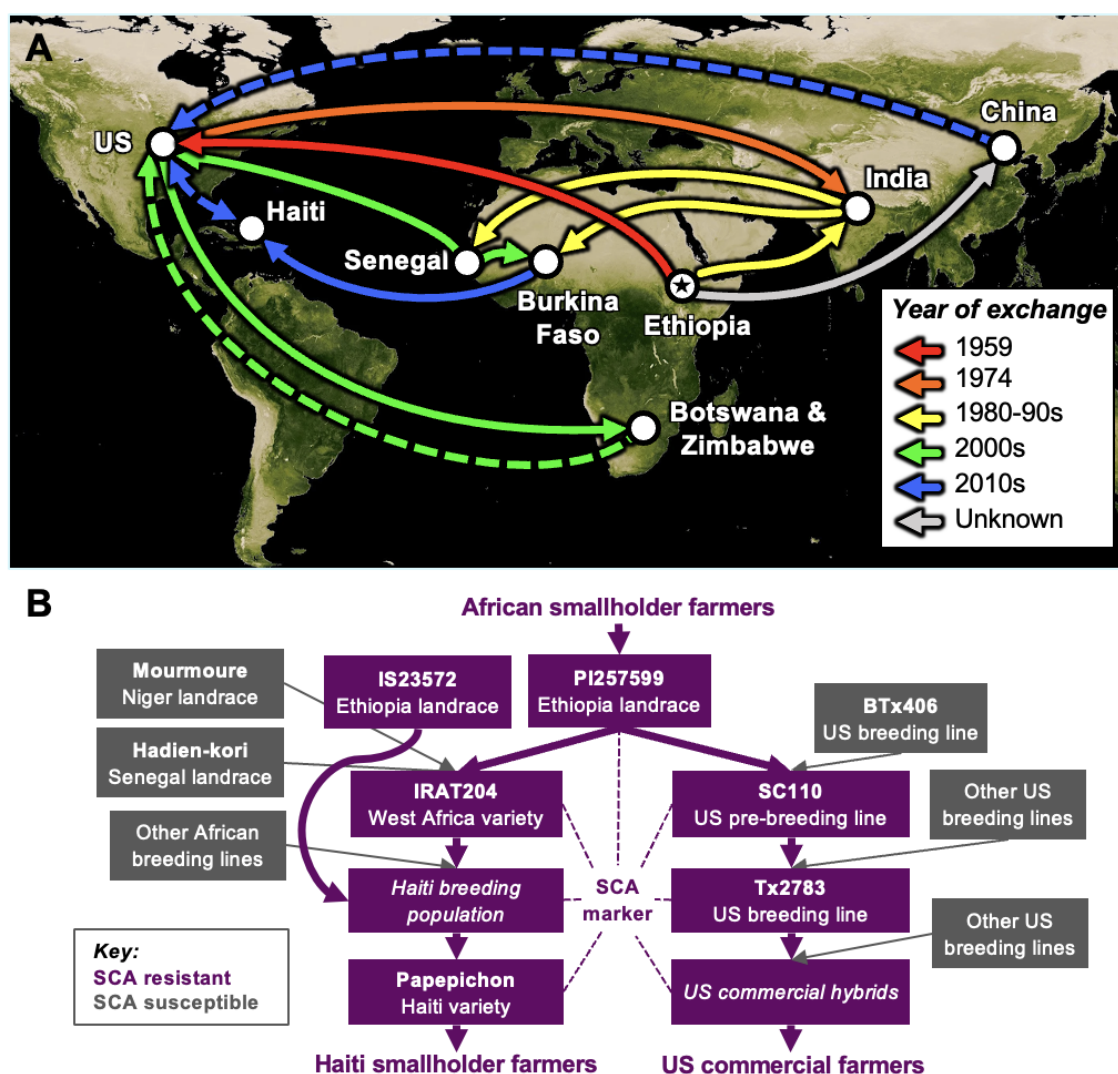 A
US
China
India
Haiti
Senegal
Burkina
Faso
Ethiopia
Botswana &
Zimbabwe
Year of exchange
1959
1974
1980-90s
2000s
2010s
Unknown
B
African smallholder farmers
Mourmoure
Niger landrace
IS23572
Ethiopia landrace
PI257599
Ethiopia landrace
BTx406
US breeding line
Hadien-kori
Senegal landrace
IRAT204
West Africa variety
SC110
US pre-breeding line
Other US
breeding lines
Other African
breeding lines
Haiti breeding
population
SCA
marker
Tx2783
US breeding line
Other US
breeding lines
Key:
SCA resistant
SCA susceptible
Papepichon
Haiti variety
US commercial hybrids
Haiti smallholder farmers
US commercial farmers